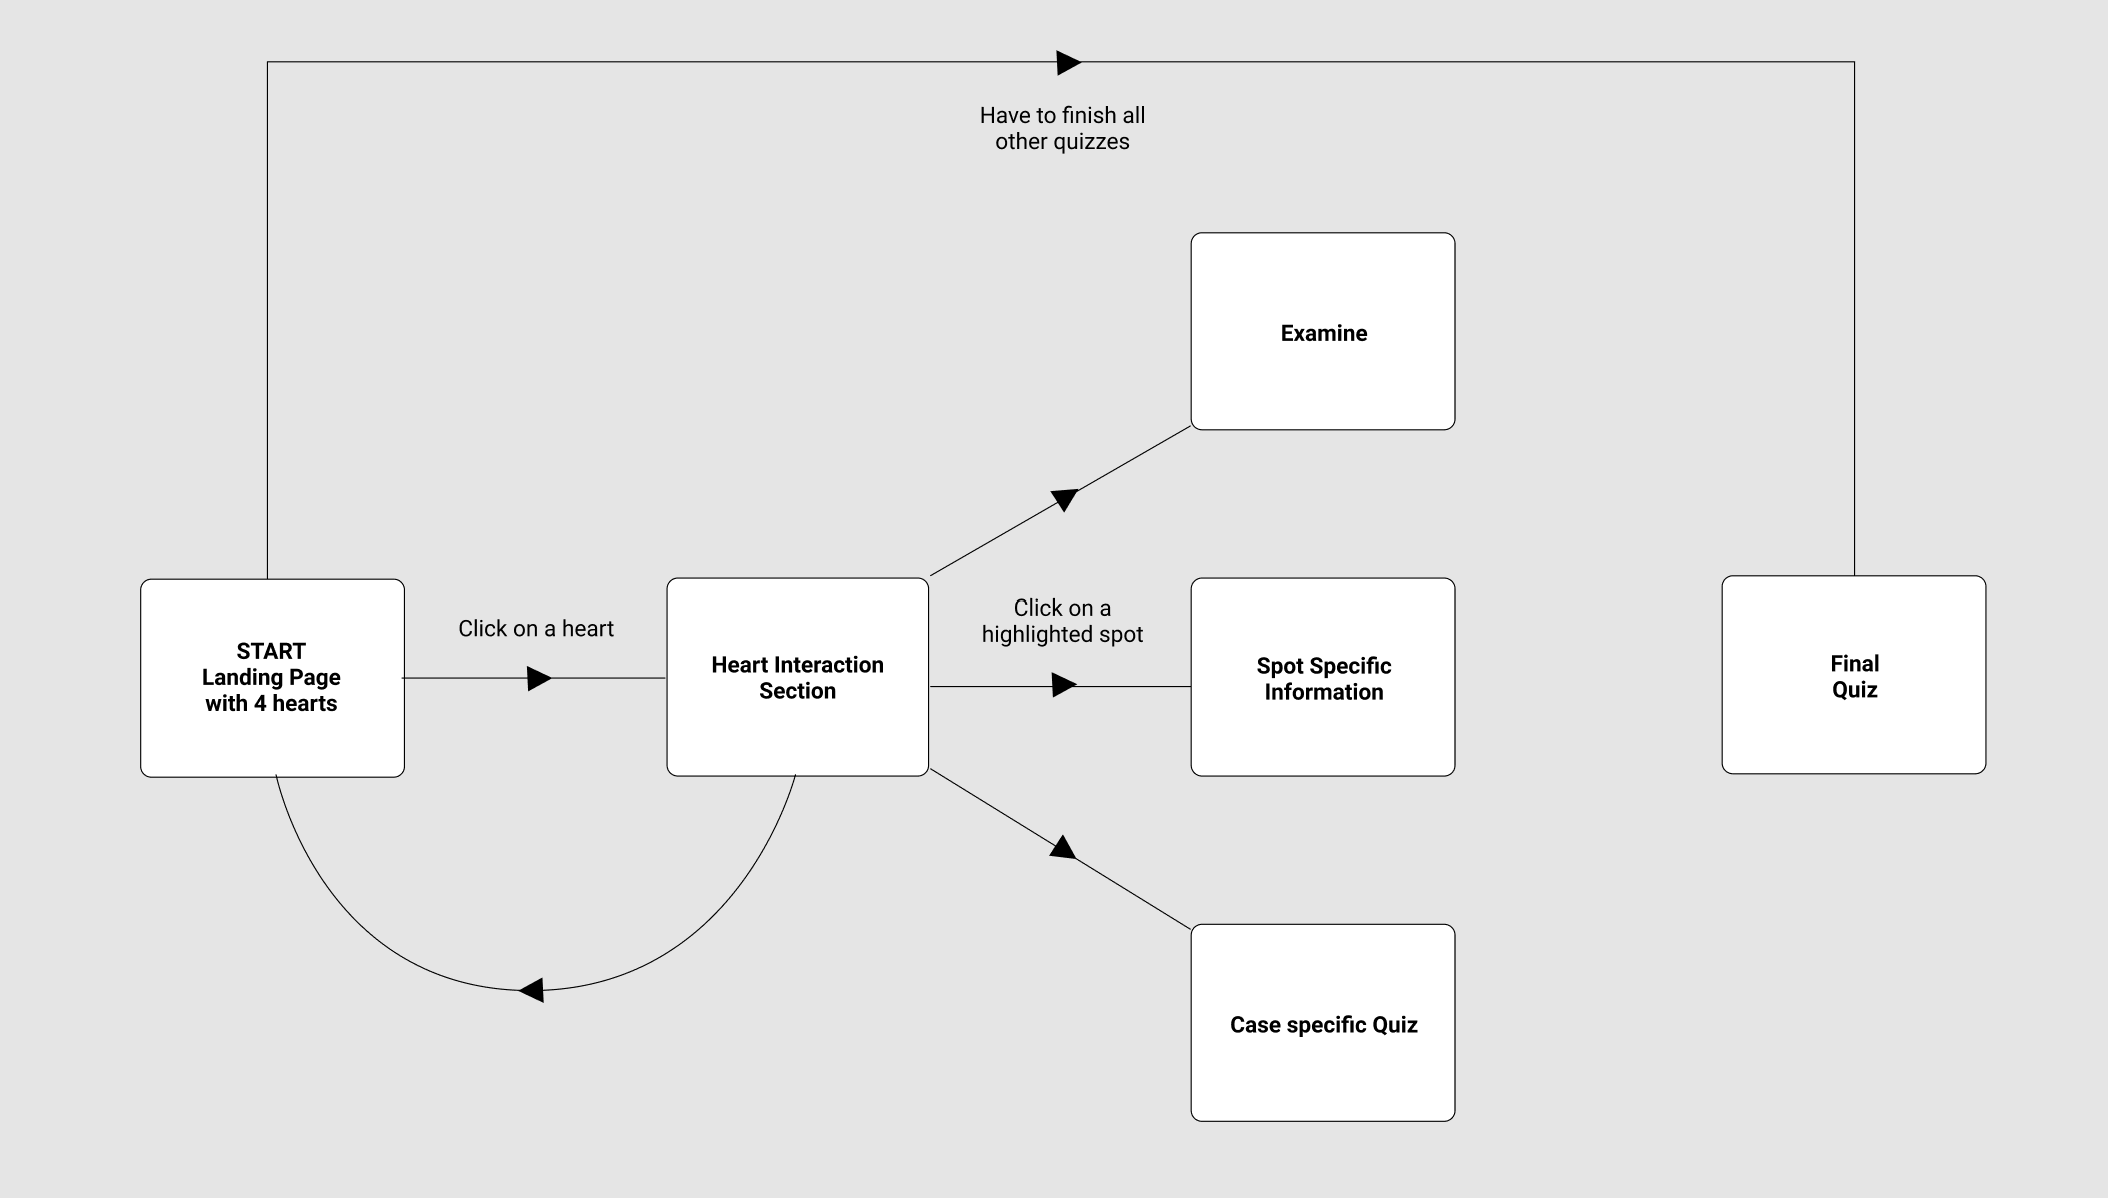 Have to finish all
other quizzes
Examine
START
Landing Page
with 4 hearts
Click on a heart
Heart Interaction
Section
Click on a
highlighted spot
Spot Specific
Information
Final
Quiz
Case specific Quiz